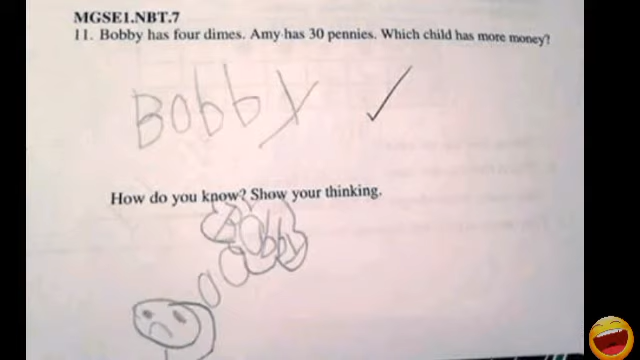 MGSE1.NBT.7
11. Bobby has four dimes. Amy has 30 pennies. Which child has more money?
Bobby
How do you know? Show your thinking.
Bobby